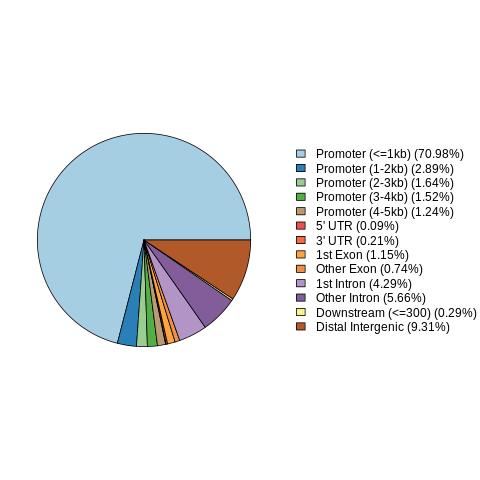 Promoter (<=1kb) (70.98%)
Promoter (1-2kb) (2.89%)
Promoter (2-3kb) (1.64%)
Promoter (3-4kb) (1.52%)
Promoter (4-5kb) (1.24%)
5' UTR (0.09%)
3' UTR (0.21%)
1st Exon (1.15%)
Other Exon (0.74%)
1st Intron (4.29%)
Other Intron (5.66%)
Downstream (<=300) (0.29%)
Distal Intergenic (9.31%)